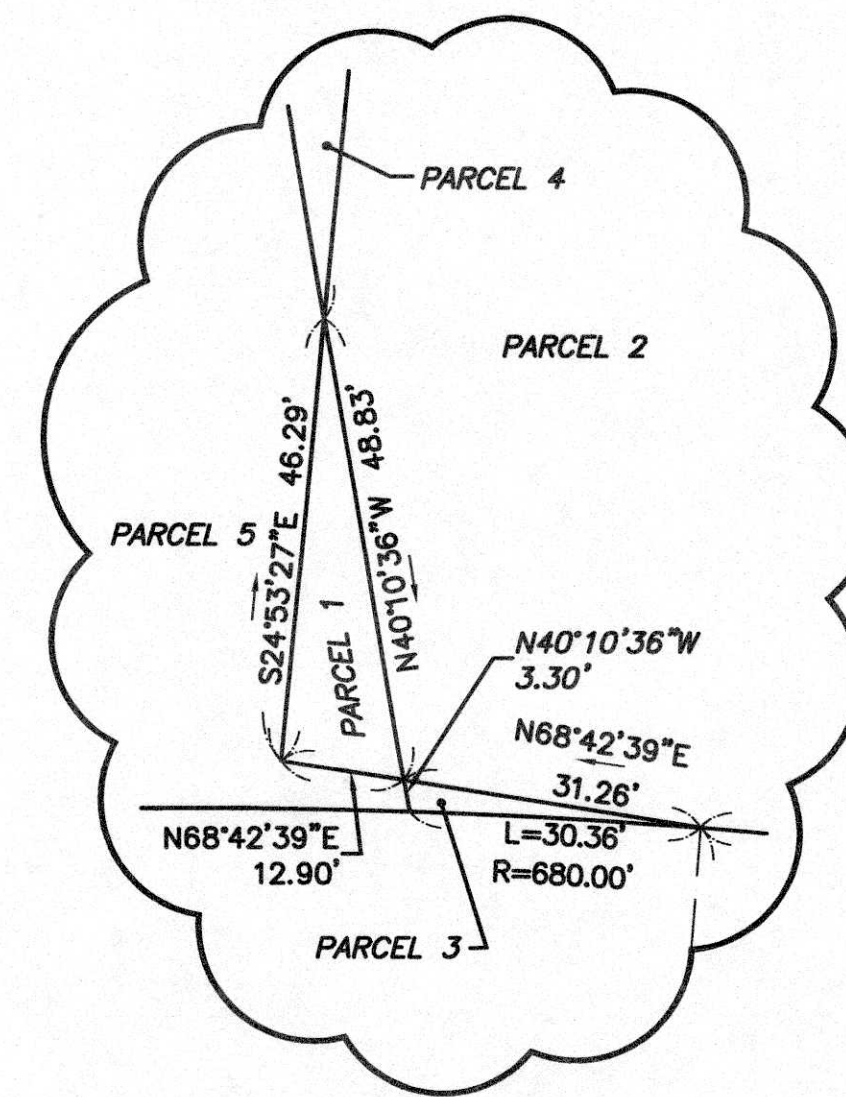 PARCEL 4
PARCEL 2
S24°53'27"E 46.29'
N40°10'36"W 48.83'
PARCEL 5
PARCEL 1
N40°10'36"W
3.30'
N68°42'39"E
31.26'
N68°42'39"E
12.90'
L=30.36'
R=680.00'
PARCEL 3